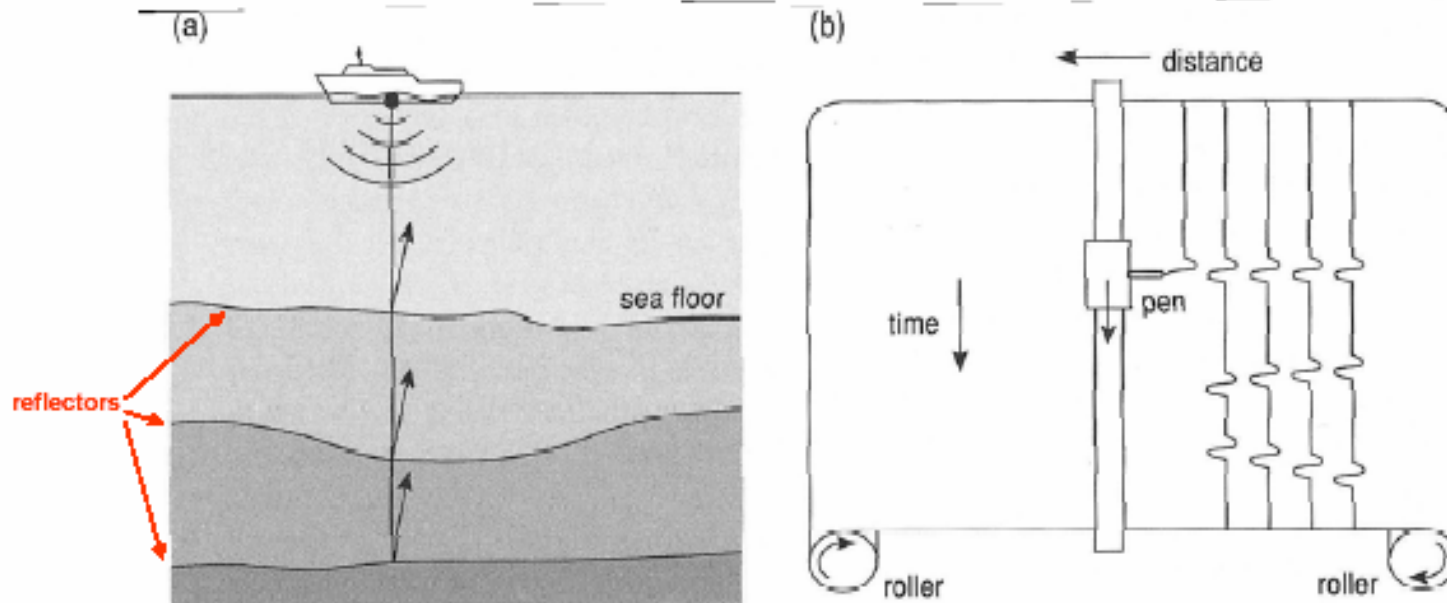 (a)
(b)
distance
sea floor
pen
time
reflectors
roller
roller